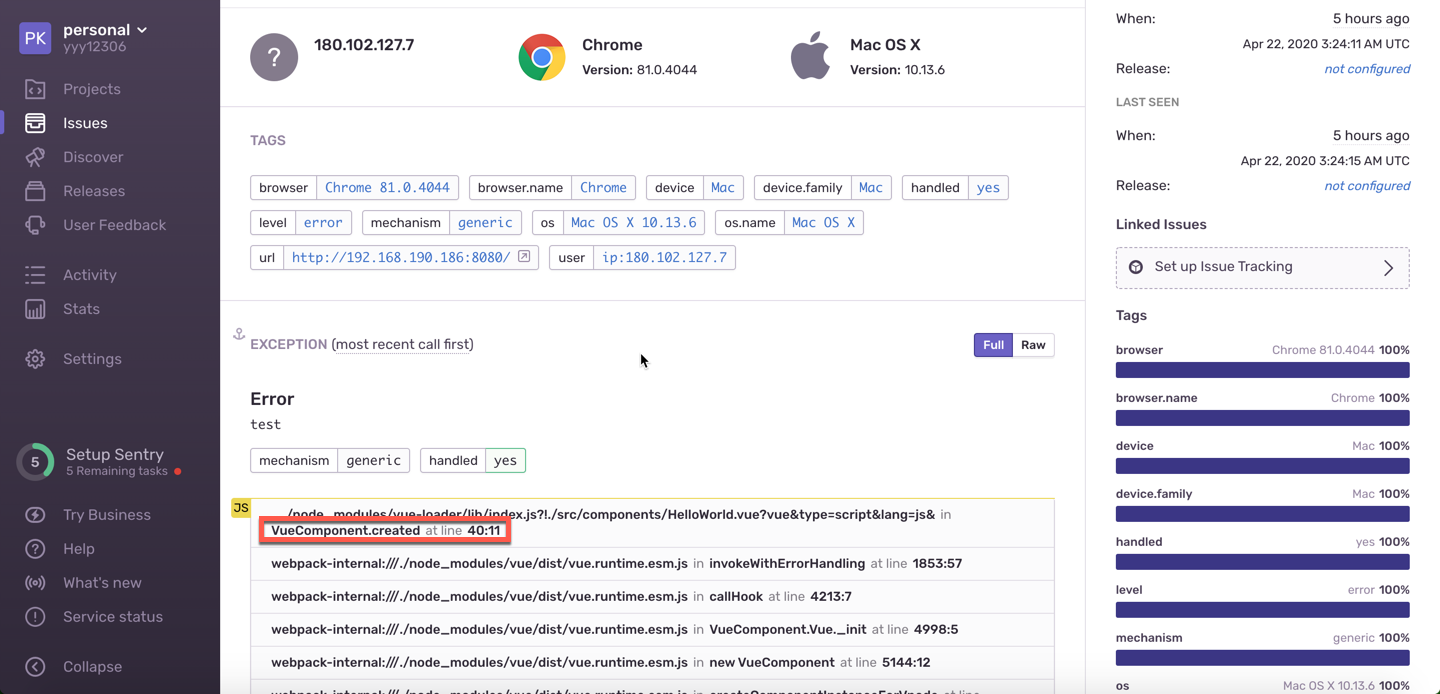 PK
personal
yyy12306
Projects
Issues
Discover
Releases
User Feedback
Activity
Stats
Settings
5
Setup Sentry
5 Remaining tasks
Try Business
Help
What's new
Service status
Collapse
?
180.102.127.7
Chrome
Version: 81.0.4044
Mac OS X
Version: 10.13.6
TAGS
browser Chrome 81.0.4044 browser.name Chrome device Mac device.family Mac handled yes
level error mechanism generic os Mac OS X 10.13.6 os.name Mac OS X
url http://192.168.190.186:8080/ user ip:180.102.127.7
EXCEPTION (most recent call first)
Full Raw
Error
test
mechanism generic handled yes
JS
/node_modules/vue-loader/lib/index.js?!./src/components/HelloWorld.vue?vue&type=script&lang=js& in
VueComponent.created at line 40:11
webpack-internal:///./node_modules/vue/dist/vue.runtime.esm.js in invokeWithErrorHandling at line 1853:57
webpack-internal:///./node_modules/vue/dist/vue.runtime.esm.js in callHook at line 4213:7
webpack-internal:///./node_modules/vue/dist/vue.runtime.esm.js in VueComponent.Vue._init at line 4998:5
webpack-internal:///./node_modules/vue/dist/vue.runtime.esm.js in new VueComponent at line 5144:12
When: 5 hours ago
Apr 22, 2020 3:24:11 AM UTC
Release: not configured
LAST SEEN
When: 5 hours ago
Apr 22, 2020 3:24:15 AM UTC
Release: not configured
Linked Issues
Set up Issue Tracking
Tags
browser Chrome 81.0.4044 100%
browser.name Chrome 100%
device Mac 100%
device.family Mac 100%
handled yes 100%
level error 100%
mechanism generic 100%
os Mac OS X 10.13.6 100%